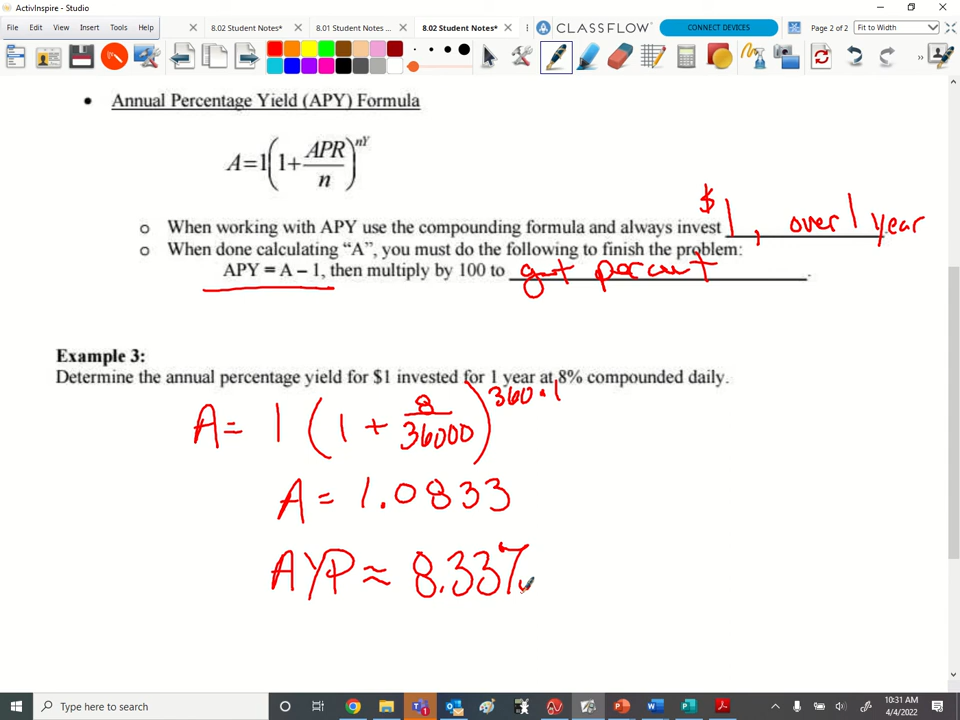 ActivInspire - Studio
File Edit View Insert Tools Help
8.02 Student Notes*
8.01 Student Notes ...
8.02 Student Notes*
CLASSFLOW
CONNECT DEVICES
Page 2 of 2
Fit to Width
• Annual Percentage Yield (APY) Formula
A=1(1+APR/n)^nY
o When working with APY use the compounding formula and always invest $1, over 1 year
o When done calculating “A”, you must do the following to finish the problem:
APY = A – 1, then multiply by 100 to get percent.
Example 3:
Determine the annual percentage yield for $1 invested for 1 year at 8% compounded daily.
A = 1 (1 + 8/36000)^360·1
A = 1.0833
AYP ≈ 8.33%
Type here to search
10:31 AM
4/4/2022